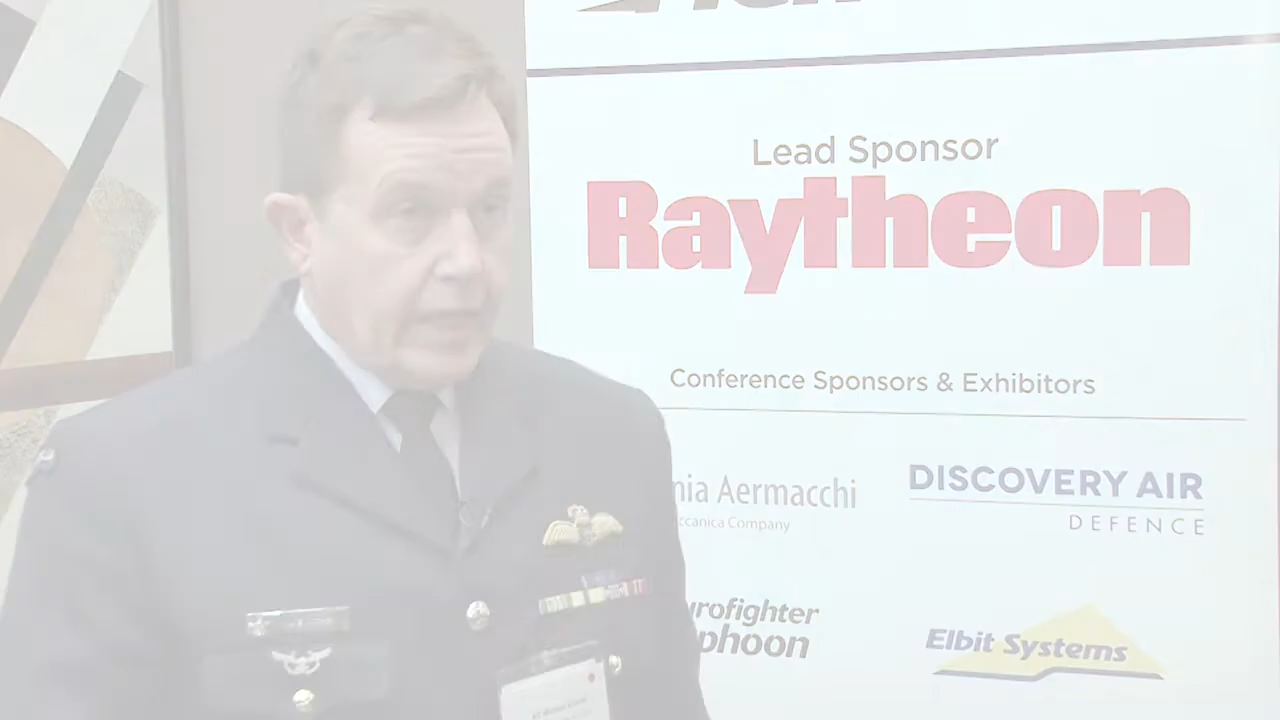 Lead Sponsor
Raytheon
Conference Sponsors & Exhibitors
nia Aermacchi
ccanica Company
DISCOVERY AIR
DEFENCE
urofighter
phoon
Elbit Systems